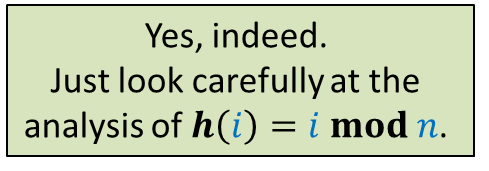 Yes, indeed.
Just look carefully at the
analysis of h(i) = i mod n.